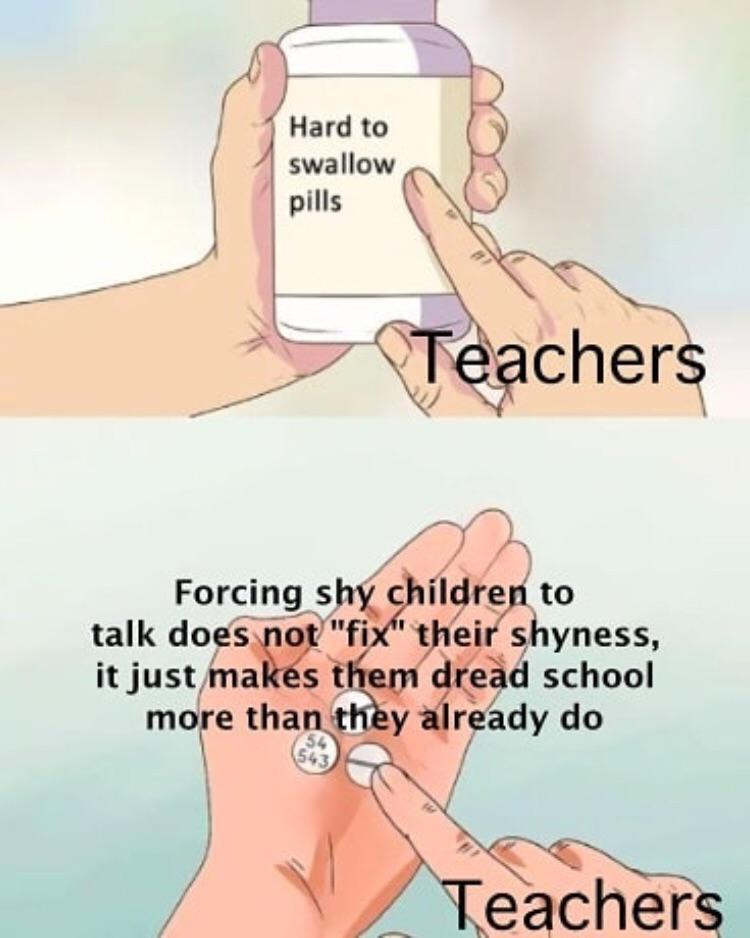 Hard to
swallow
pills
Teachers
Forcing shy children to
talk does not "fix" their shyness,
it just makes them dread school
more than they already do
54
543
Teachers